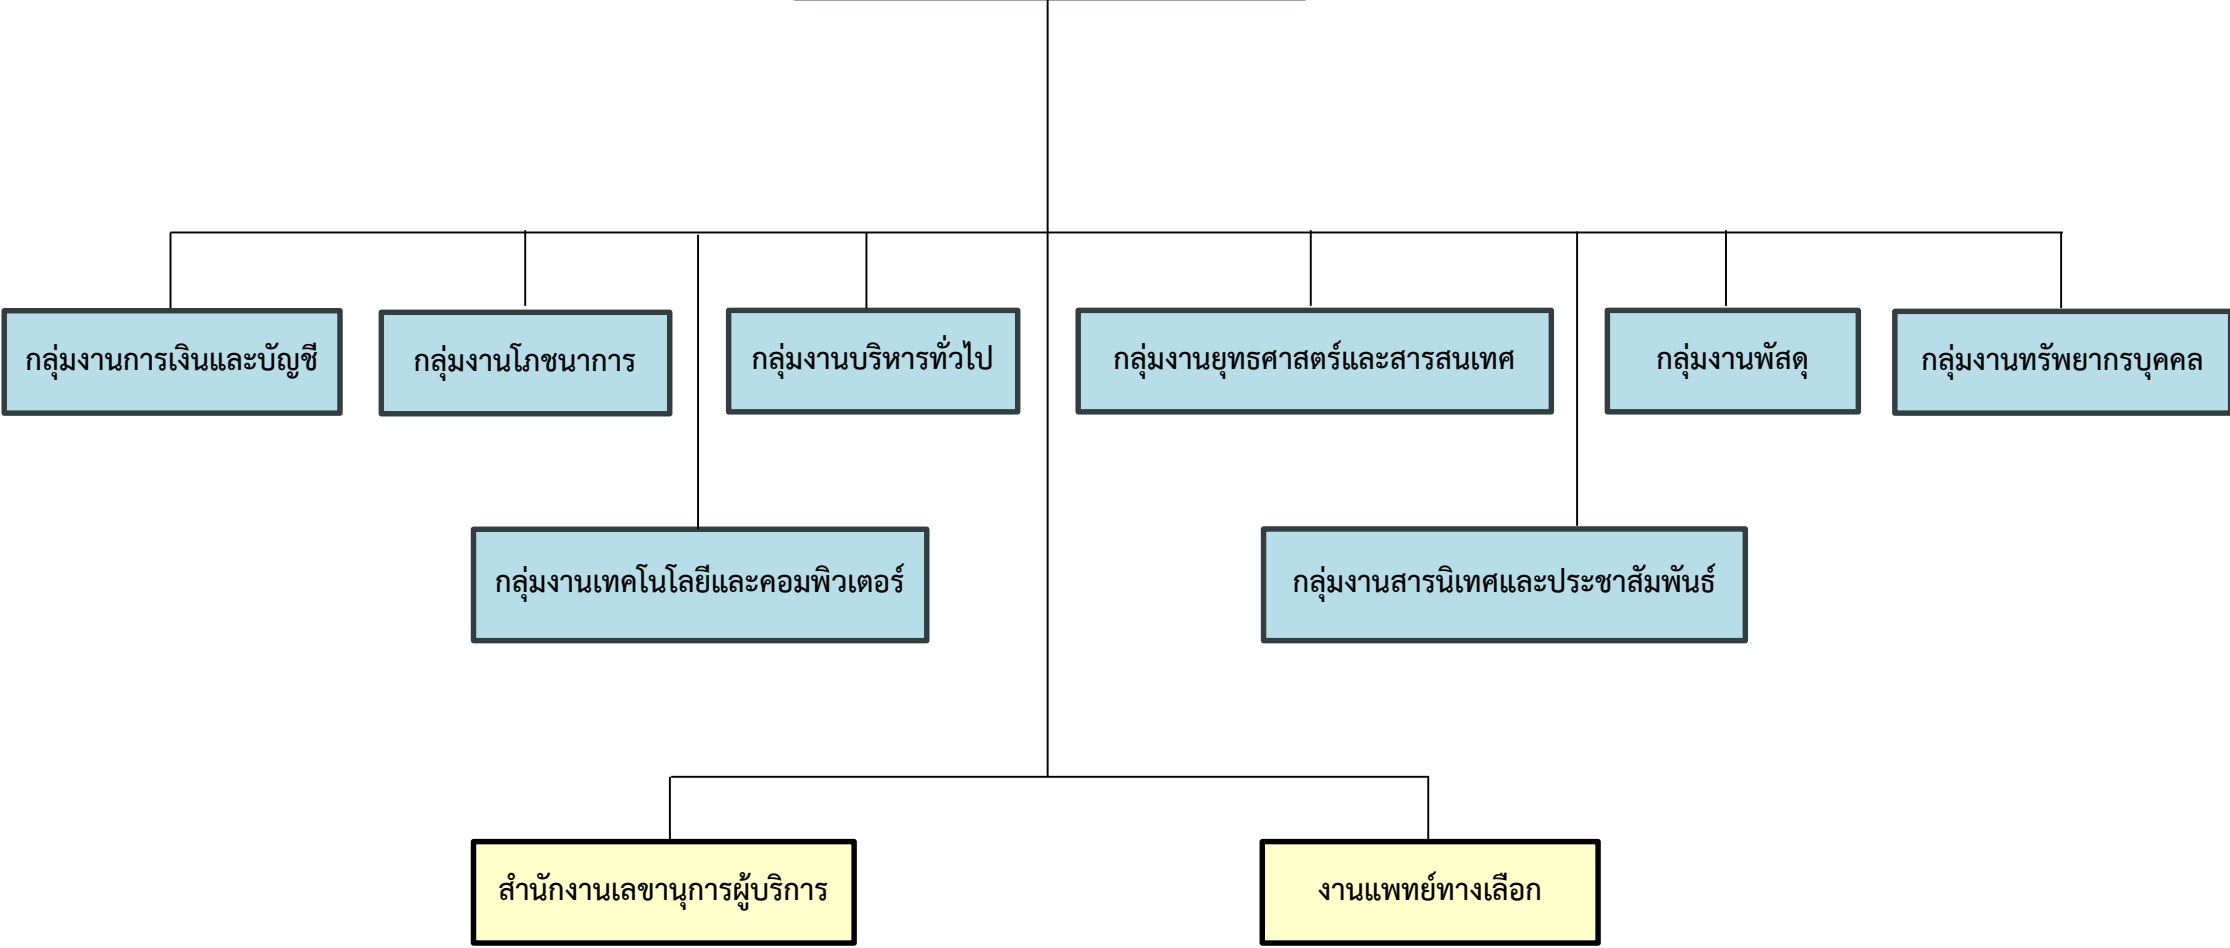 กลุ่มงานการเงินและบัญชี
กลุ่มงานโภชนาการ
กลุ่มงานบริหารทั่วไป
กลุ่มงานยุทธศาสตร์และสารสนเทศ
กลุ่มงานพัสดุ
กลุ่มงานทรัพยากรบุคคล
กลุ่มงานเทคโนโลยีและคอมพิวเตอร์
กลุ่มงานสารนิเทศและประชาสัมพันธ์
สำนักงานเลขานุการผู้บริการ
งานแพทย์ทางเลือก